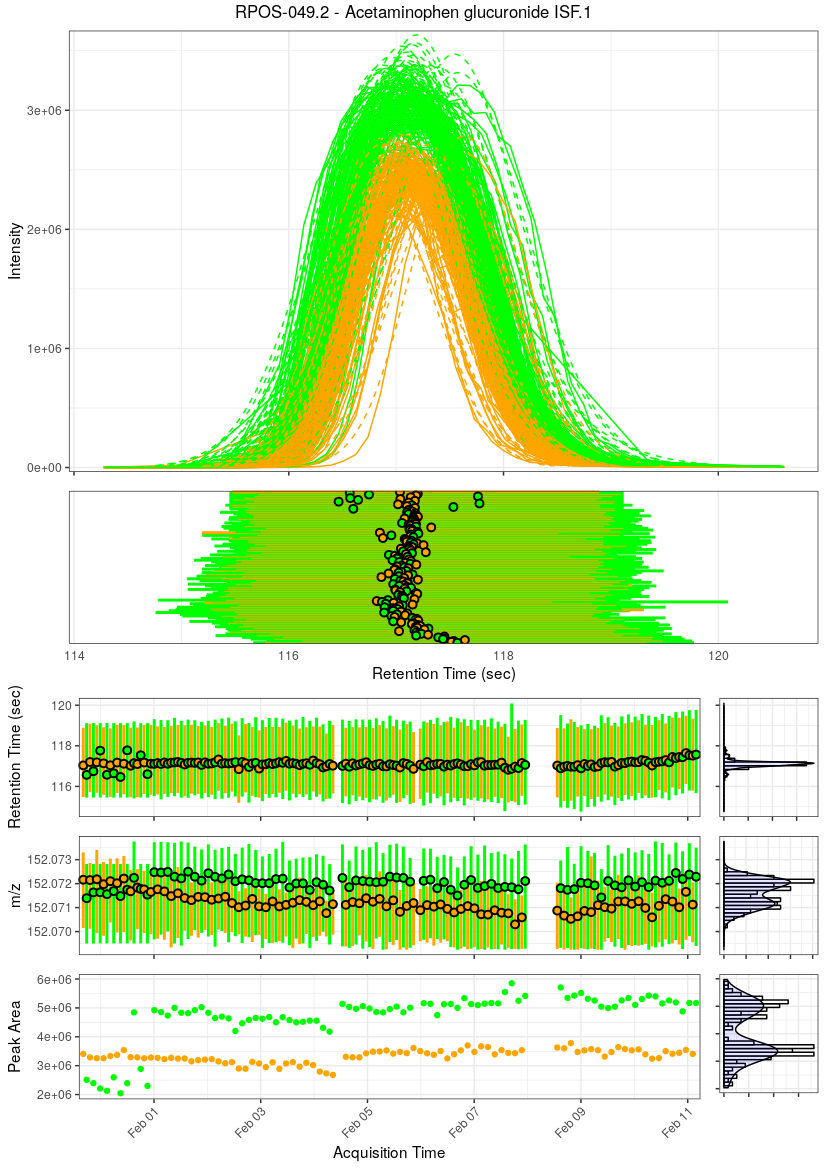 RPOS-049.2 - Acetaminophen glucuronide ISF.1
Intensity
3e+06
2e+06
1e+06
0e+00
114
116
118
120
Retention Time (sec)
Retention Time (sec)
120
118
116
m/z
152.073
152.072
152.071
152.070
Peak Area
6e+06
5e+06
4e+06
3e+06
2e+06
Feb 01
Feb 03
Feb 05
Feb 07
Feb 09
Feb 11
Acquisition Time